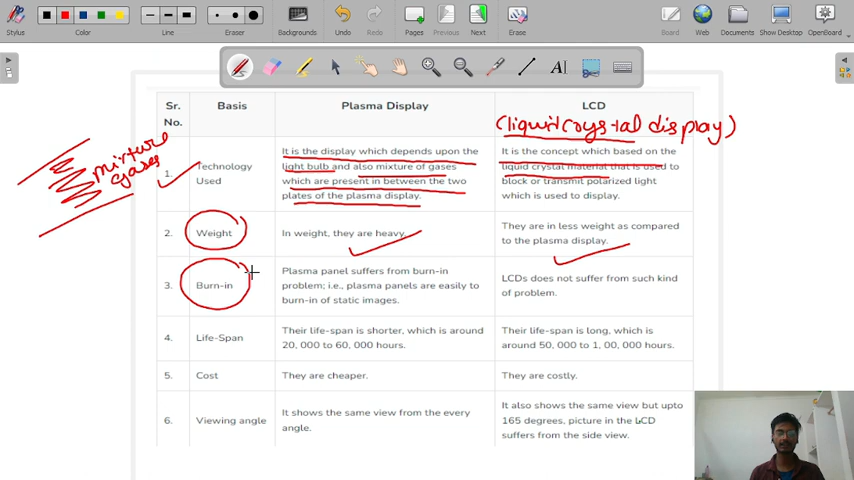 Stylus
Color
Line
Eraser
Backgrounds
Undo
Redo
Pages
Previous
Next
Erase
Board
Web
Documents
Show Desktop
OpenBoard
Sr. No.
Basis
Plasma Display
LCD
(liquid crystal display)
mixture
gases
1.
Technology
Used
It is the display which depends upon the
light bulb and also mixture of gases
which are present in between the two
plates of the plasma display.
It is the concept which based on the
liquid crystal material that is used to
block or transmit polarized light
which is used to display.
2.
Weight
In weight, they are heavy.
They are in less weight as compared
to the plasma display.
3.
Burn-in
Plasma panel suffers from burn-in
problem; i.e., plasma panels are easily to
burn-in of static images.
LCDs does not suffer from such kind
of problem.
4.
Life-Span
Their life-span is shorter, which is around
20, 000 to 60, 000 hours.
Their life-span is long, which is
around 50, 000 to 1, 00, 000 hours.
5.
Cost
They are cheaper.
They are costly.
6.
Viewing angle
It shows the same view from the every
angle.
It also shows the same view but upto
165 degrees, picture in the LCD
suffers from the side view.